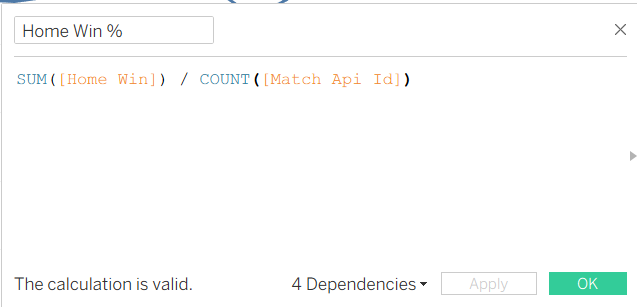 Home Win %
SUM([Home Win]) / COUNT([Match Api Id])
The calculation is valid.
4 Dependencies
Apply
OK